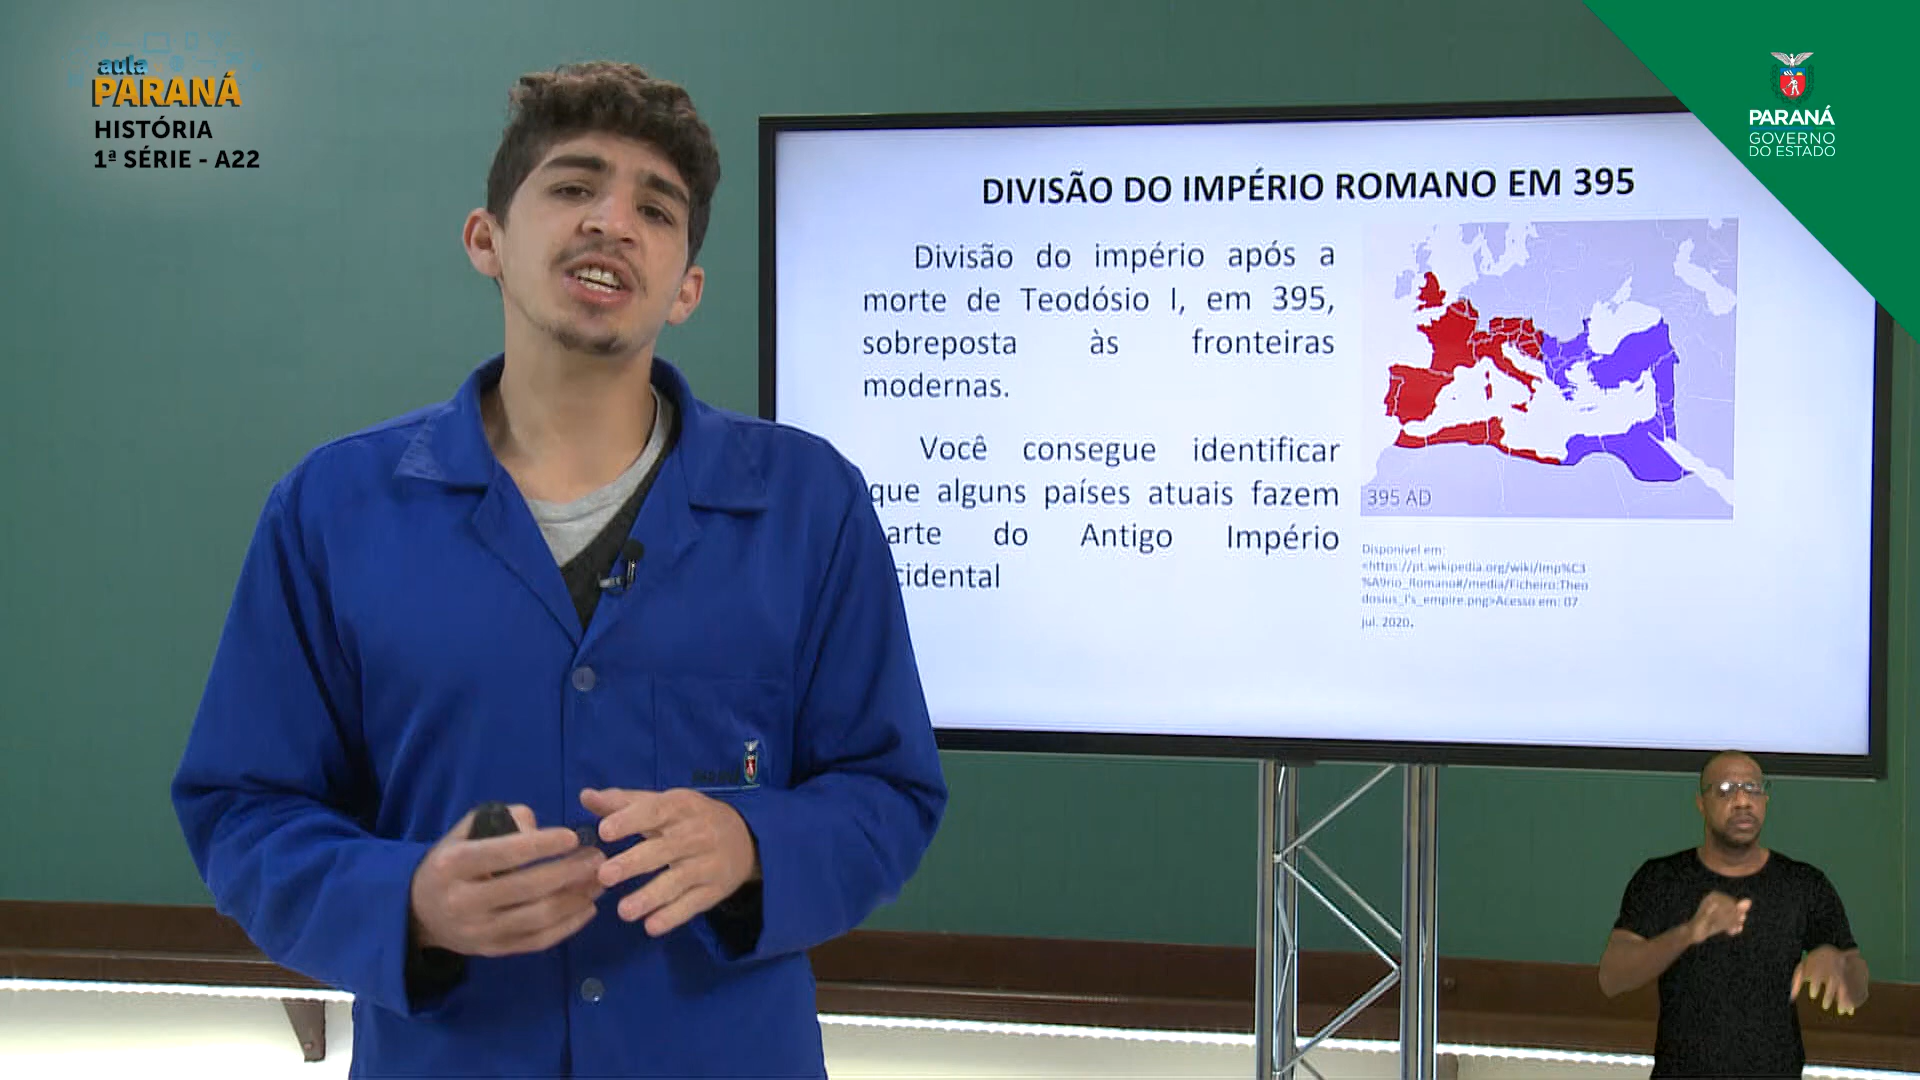 aula
PARANÁ
HISTÓRIA
1ª SÉRIE - A22
PARANÁ
GOVERNO
DO ESTADO
DIVISÃO DO IMPÉRIO ROMANO EM 395
Divisão do império após a
morte de Teodósio I, em 395,
sobreposta às fronteiras
modernas.
Você consegue identificar
que alguns países atuais fazem
arte do Antigo Império
cidental
395 AD
Disponível em:
<https://pt.wikipedia.org/wiki/Imp%C3
%A9rio_Romano#/media/Ficheiro:Theo
dosius_I's_empire.png>Acesso em: 07
jul. 2020.